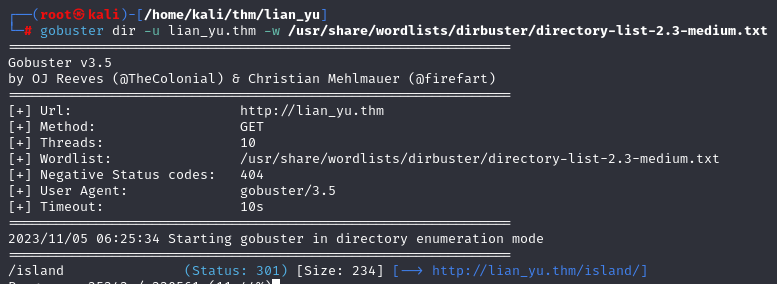 ┌──(root㉿kali)-[/home/kali/thm/lian_yu]
└─# gobuster dir -u lian_yu.thm -w /usr/share/wordlists/dirbuster/directory-list-2.3-medium.txt
===============================================================
Gobuster v3.5
by OJ Reeves (@TheColonial) & Christian Mehlmauer (@firefart)
===============================================================
[+] Url:                     http://lian_yu.thm
[+] Method:                  GET
[+] Threads:                 10
[+] Wordlist:                /usr/share/wordlists/dirbuster/directory-list-2.3-medium.txt
[+] Negative Status codes:   404
[+] User Agent:              gobuster/3.5
[+] Timeout:                 10s
===============================================================
2023/11/05 06:25:34 Starting gobuster in directory enumeration mode
===============================================================
/island               (Status: 301) [Size: 234] [--> http://lian_yu.thm/island/]